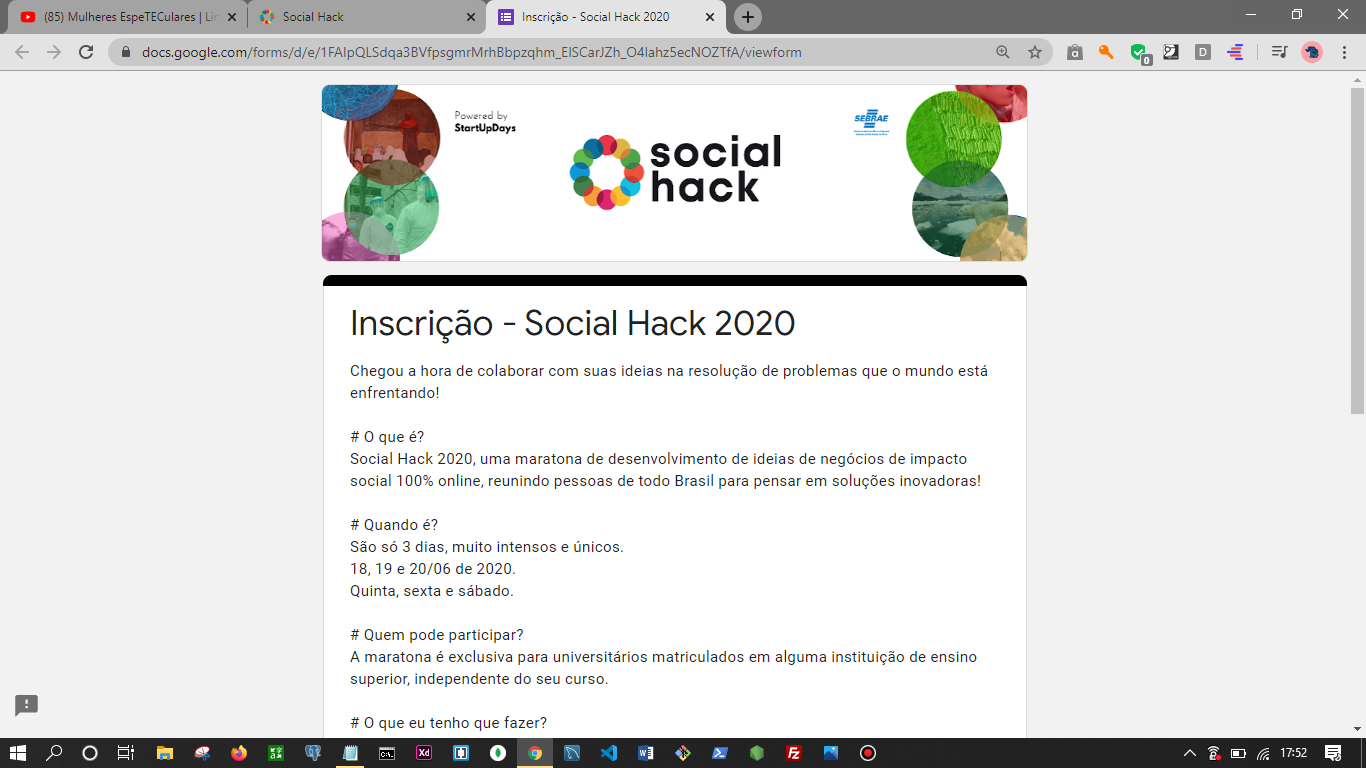 (85) Mulheres EspeTECulares | Lin
Social Hack
Inscrição - Social Hack 2020
docs.google.com/forms/d/e/1FAIpQLSdqa3BVfpsgmrMrhBbpzqhm_ElSCarJZh_O4Iahz5ecNOZTfA/viewform
Powered by
StartUpDays
SEBRAE
social
hack
Inscrição - Social Hack 2020
Chegou a hora de colaborar com suas ideias na resolução de problemas que o mundo está
enfrentando!
# O que é?
Social Hack 2020, uma maratona de desenvolvimento de ideias de negócios de impacto
social 100% online, reunindo pessoas de todo Brasil para pensar em soluções inovadoras!
# Quando é?
São só 3 dias, muito intensos e únicos.
18, 19 e 20/06 de 2020.
Quinta, sexta e sábado.
# Quem pode participar?
A maratona é exclusiva para universitários matriculados em alguma instituição de ensino
superior, independente do seu curso.
# O que eu tenho que fazer?
17:52